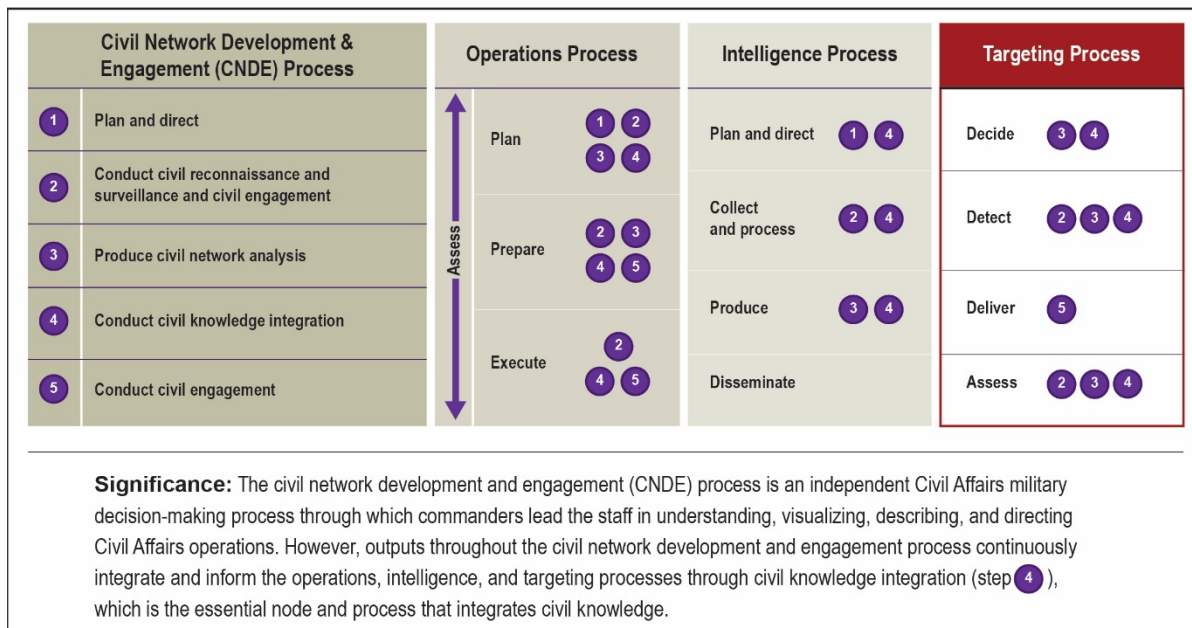 Civil Network Development &
Engagement (CNDE) Process
1 Plan and direct
2 Conduct civil reconnaissance and
surveillance and civil engagement
3 Produce civil network analysis
4 Conduct civil knowledge integration
5 Conduct civil engagement
Operations Process
Assess
Plan 1 2
3 4
Prepare 2 3
4 5
Execute 2
4 5
Intelligence Process
Plan and direct 1 4
Collect
and process 2 4
Produce 3 4
Disseminate
Targeting Process
Decide 3 4
Detect 2 3 4
Deliver 5
Assess 2 3 4
Significance: The civil network development and engagement (CNDE) process is an independent Civil Affairs military
decision-making process through which commanders lead the staff in understanding, visualizing, describing, and directing
Civil Affairs operations. However, outputs throughout the civil network development and engagement process continuously
integrate and inform the operations, intelligence, and targeting processes through civil knowledge integration (step 4 ),
which is the essential node and process that integrates civil knowledge.